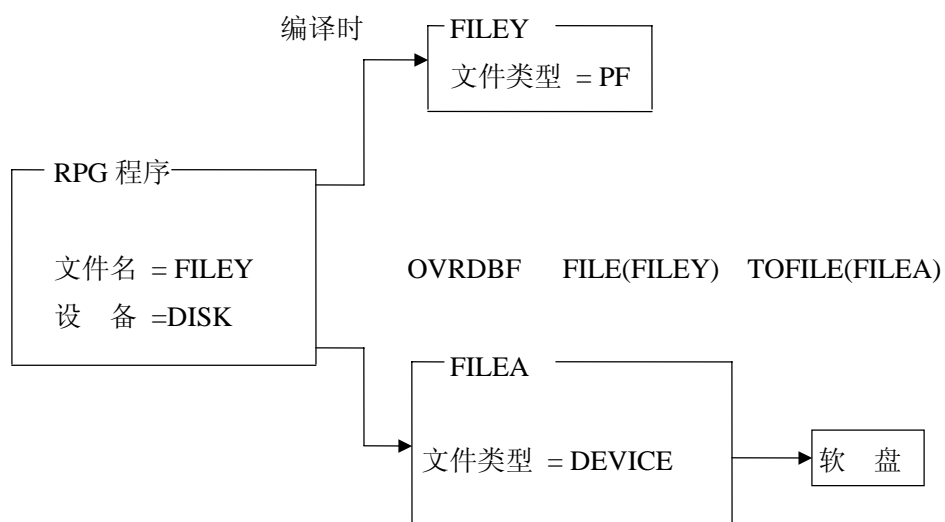 编译时
FILEY
文件类型 = PF
RPG 程序
文件名 = FILEY
设 备 =DISK
OVRDBF FILE(FILEY) TOFILE(FILEA)
FILEA
文件类型 = DEVICE
软 盘